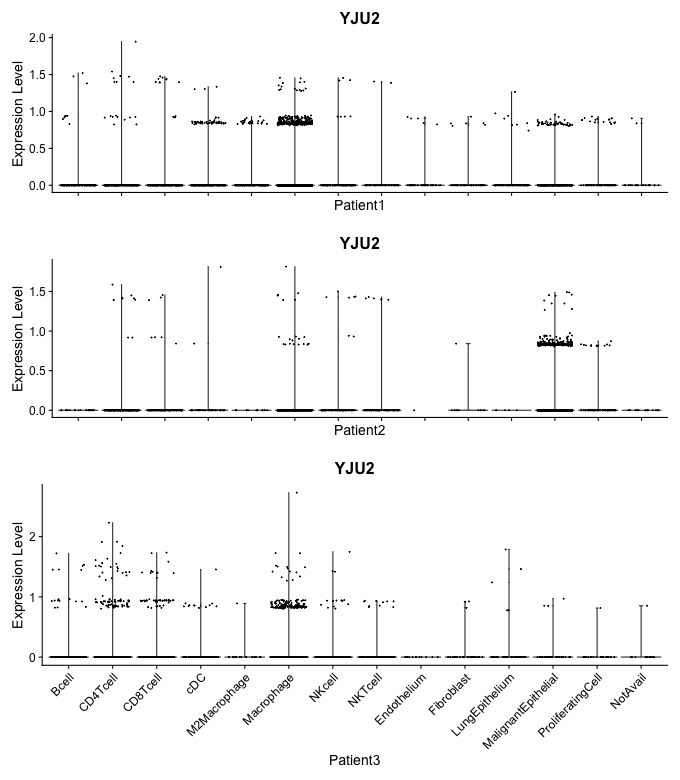 YJU2
Expression Level
2.0
1.5
1.0
0.5
0.0
Patient1
YJU2
Expression Level
1.5
1.0
0.5
0.0
Patient2
YJU2
Expression Level
2
1
0
Bcell
CD4Tcell
CD8Tcell
cDC
M2Macrophage
Macrophage
NKcell
NKTcell
Endothelium
Fibroblast
LungEpithelium
MalignantEpithelial
ProliferatingCell
NotAvail
Patient3